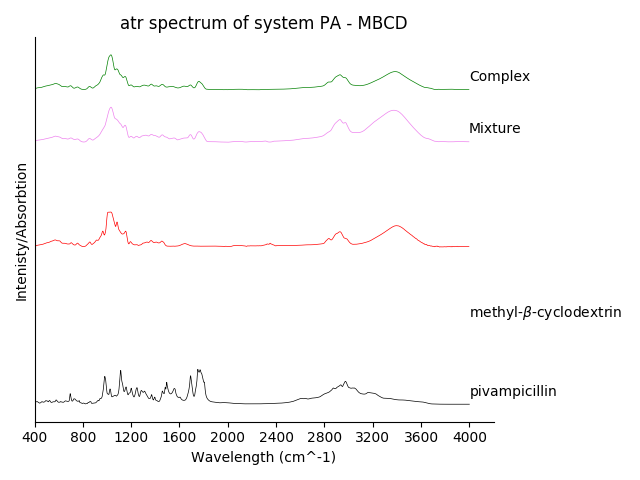 atr spectrum of system PA - MBCD
Complex
Mixture
methyl-β-cyclodextrin
pivampicillin
Intenisty/Absorbtion
400 800 1200 1600 2000 2400 2800 3200 3600 4000
Wavelength (cm^-1)